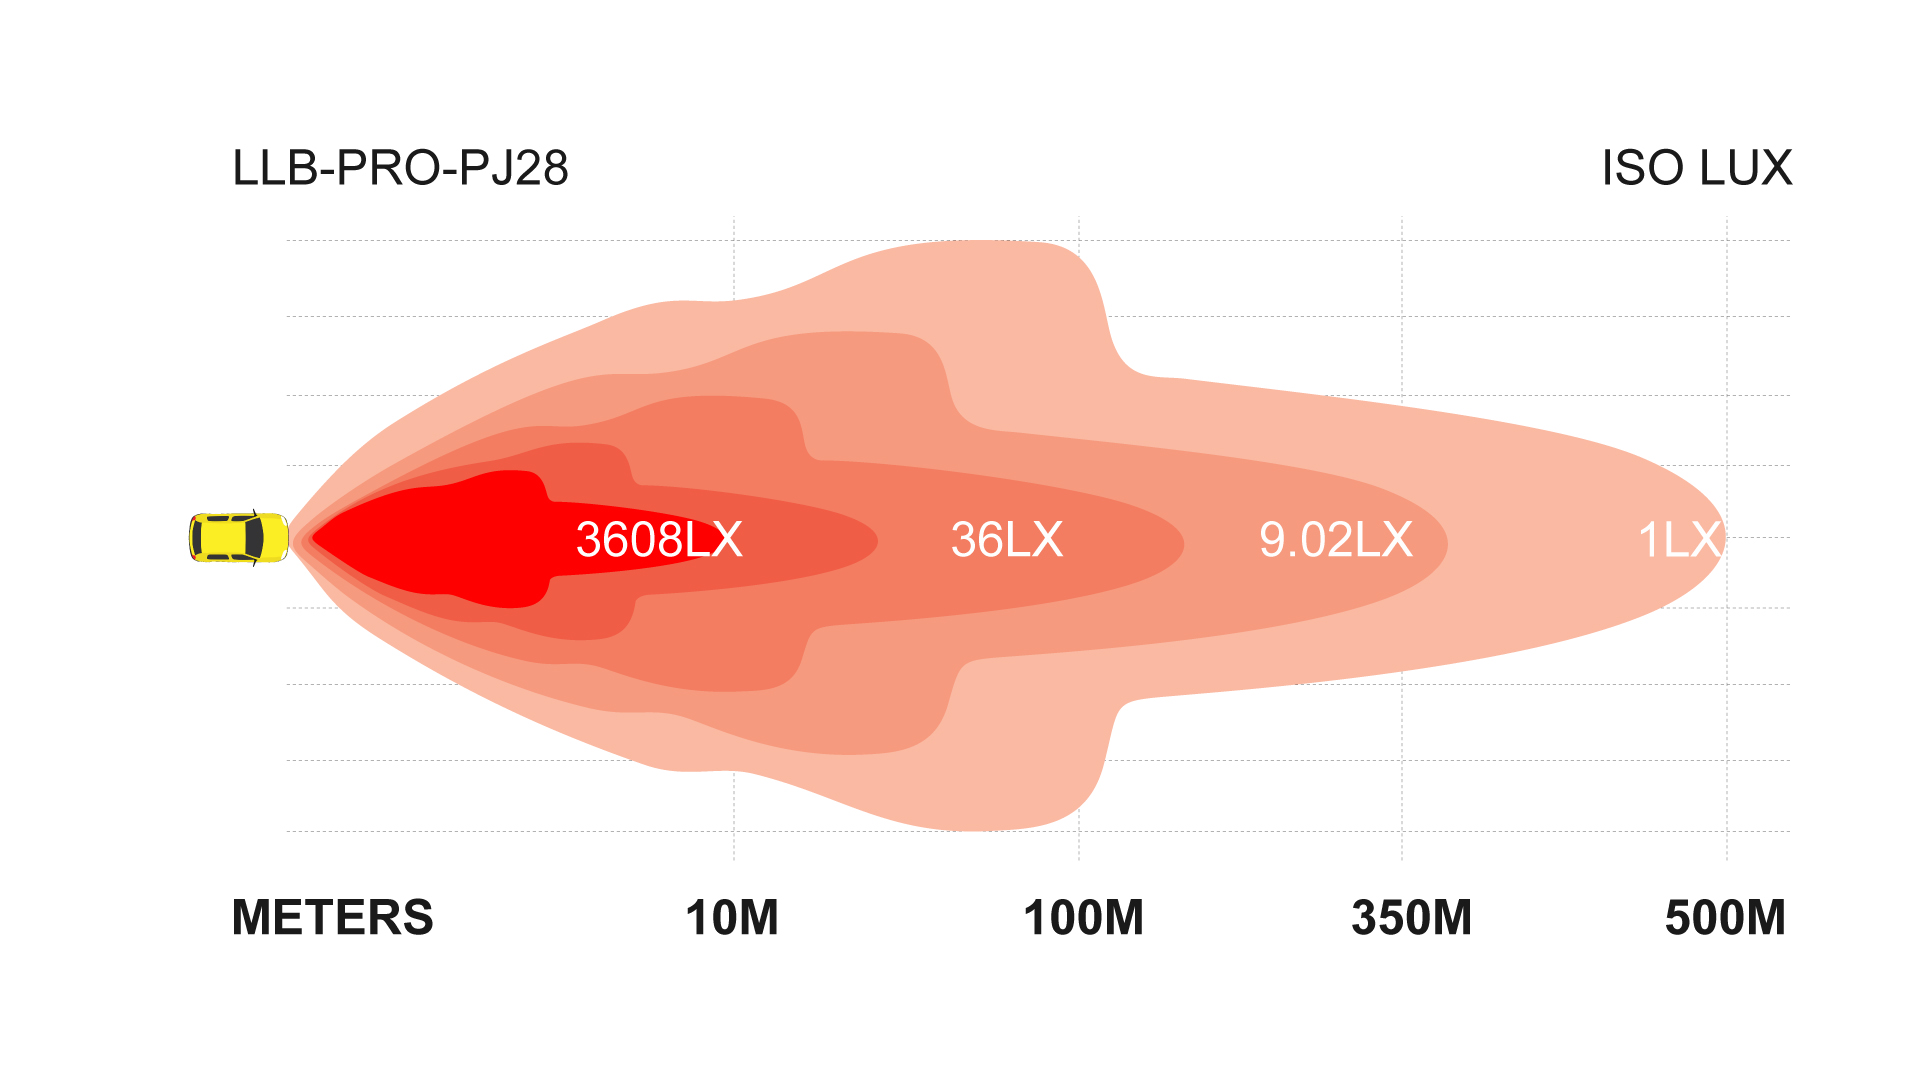 LLB-PRO-PJ28
ISO LUX
3608LX
36LX
9.02LX
1LX
METERS
10M
100M
350M
500M